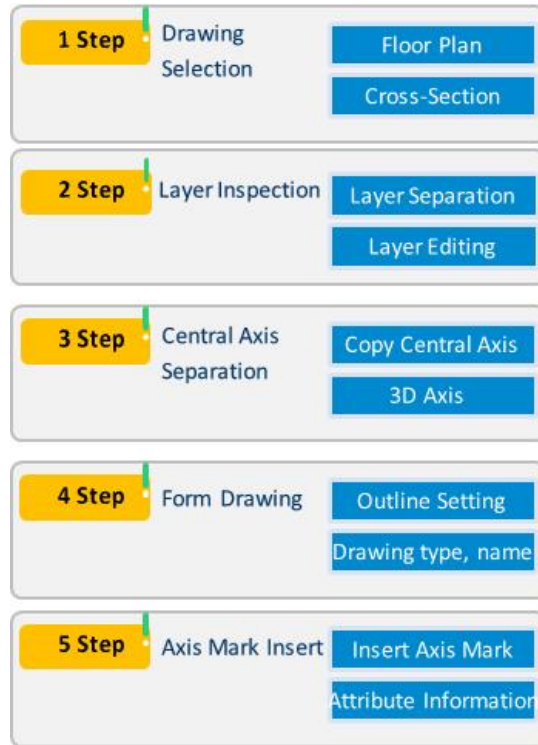 1 Step
Drawing
Selection
Floor Plan
Cross-Section
2 Step
Layer Inspection
Layer Separation
Layer Editing
3 Step
Central Axis
Separation
Copy Central Axis
3D Axis
4 Step
Form Drawing
Outline Setting
Drawing type, name
5 Step
Axis Mark Insert
Insert Axis Mark
Attribute Information